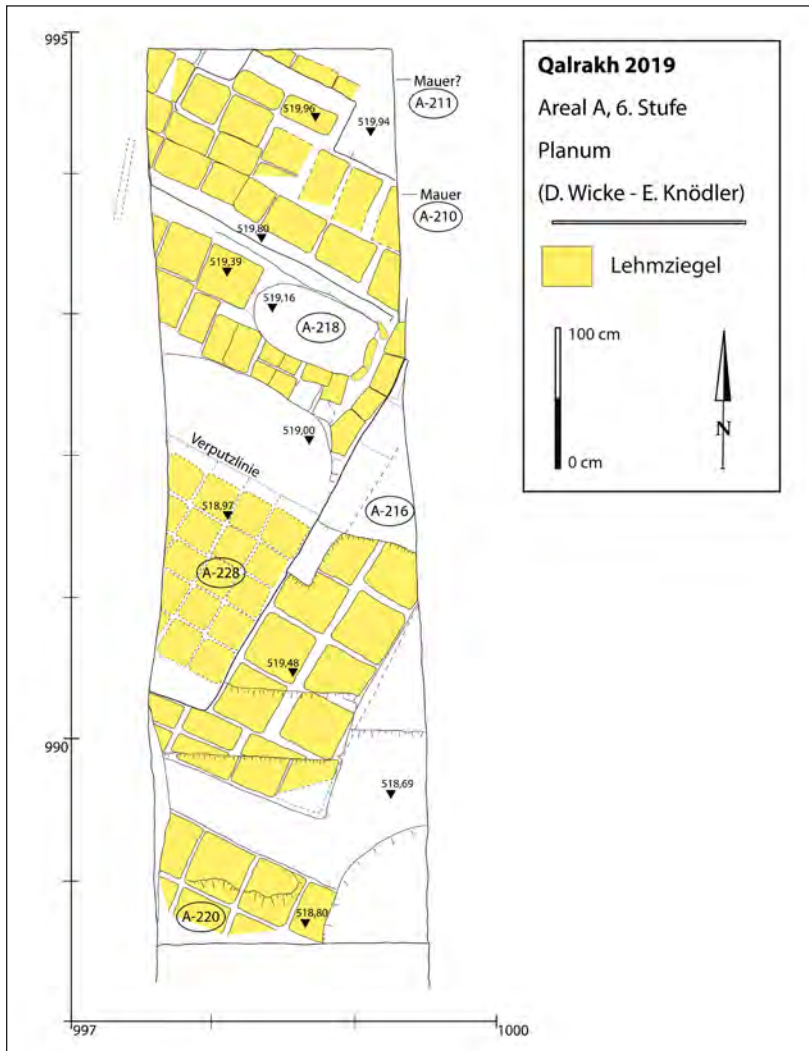 995
Mauer?
A-211
519,96
519,94
Mauer
A-210
519,80
519,39
519,16
A-218
519,00
Verputzlinie
518,97
A-216
A-228
519,48
990
518,69
A-220
518,80
997
1000
Qalrakh 2019
Areal A, 6. Stufe
Planum
(D. Wicke - E. Knödler)
Lehmziegel
100 cm
N
0 cm